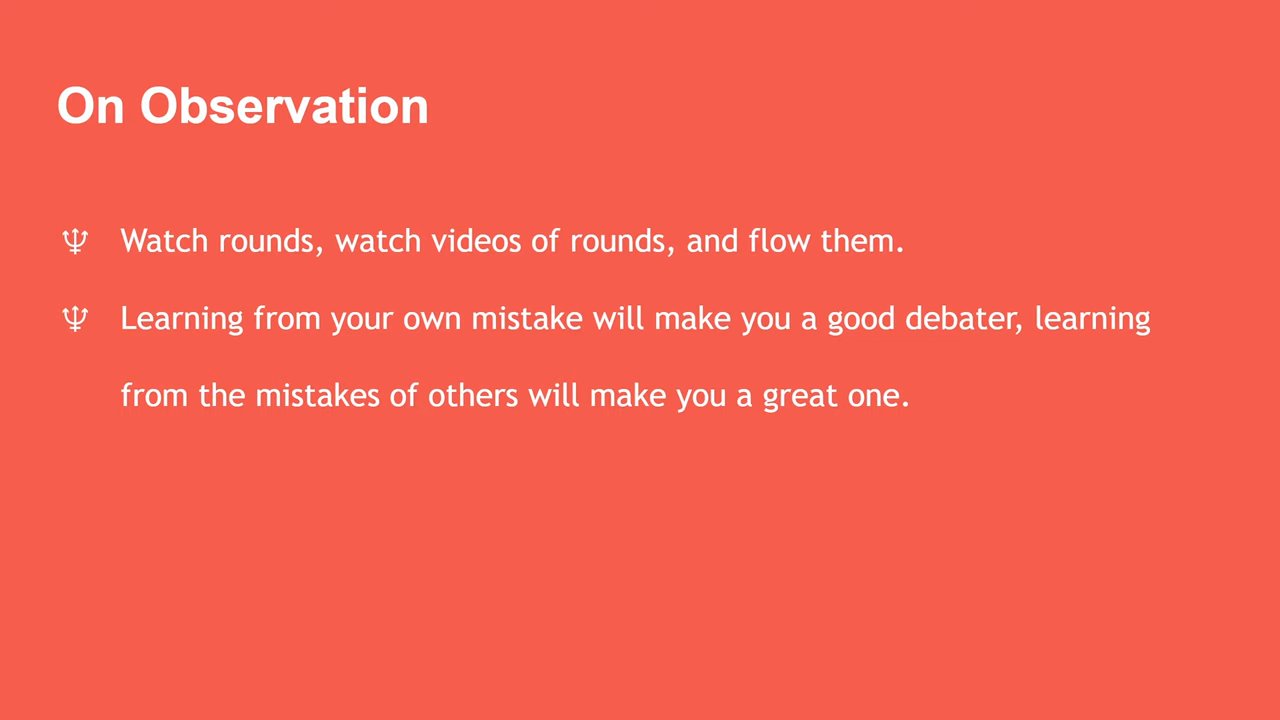 On Observation
♆ Watch rounds, watch videos of rounds, and flow them.
♆ Learning from your own mistake will make you a good debater, learning
from the mistakes of others will make you a great one.